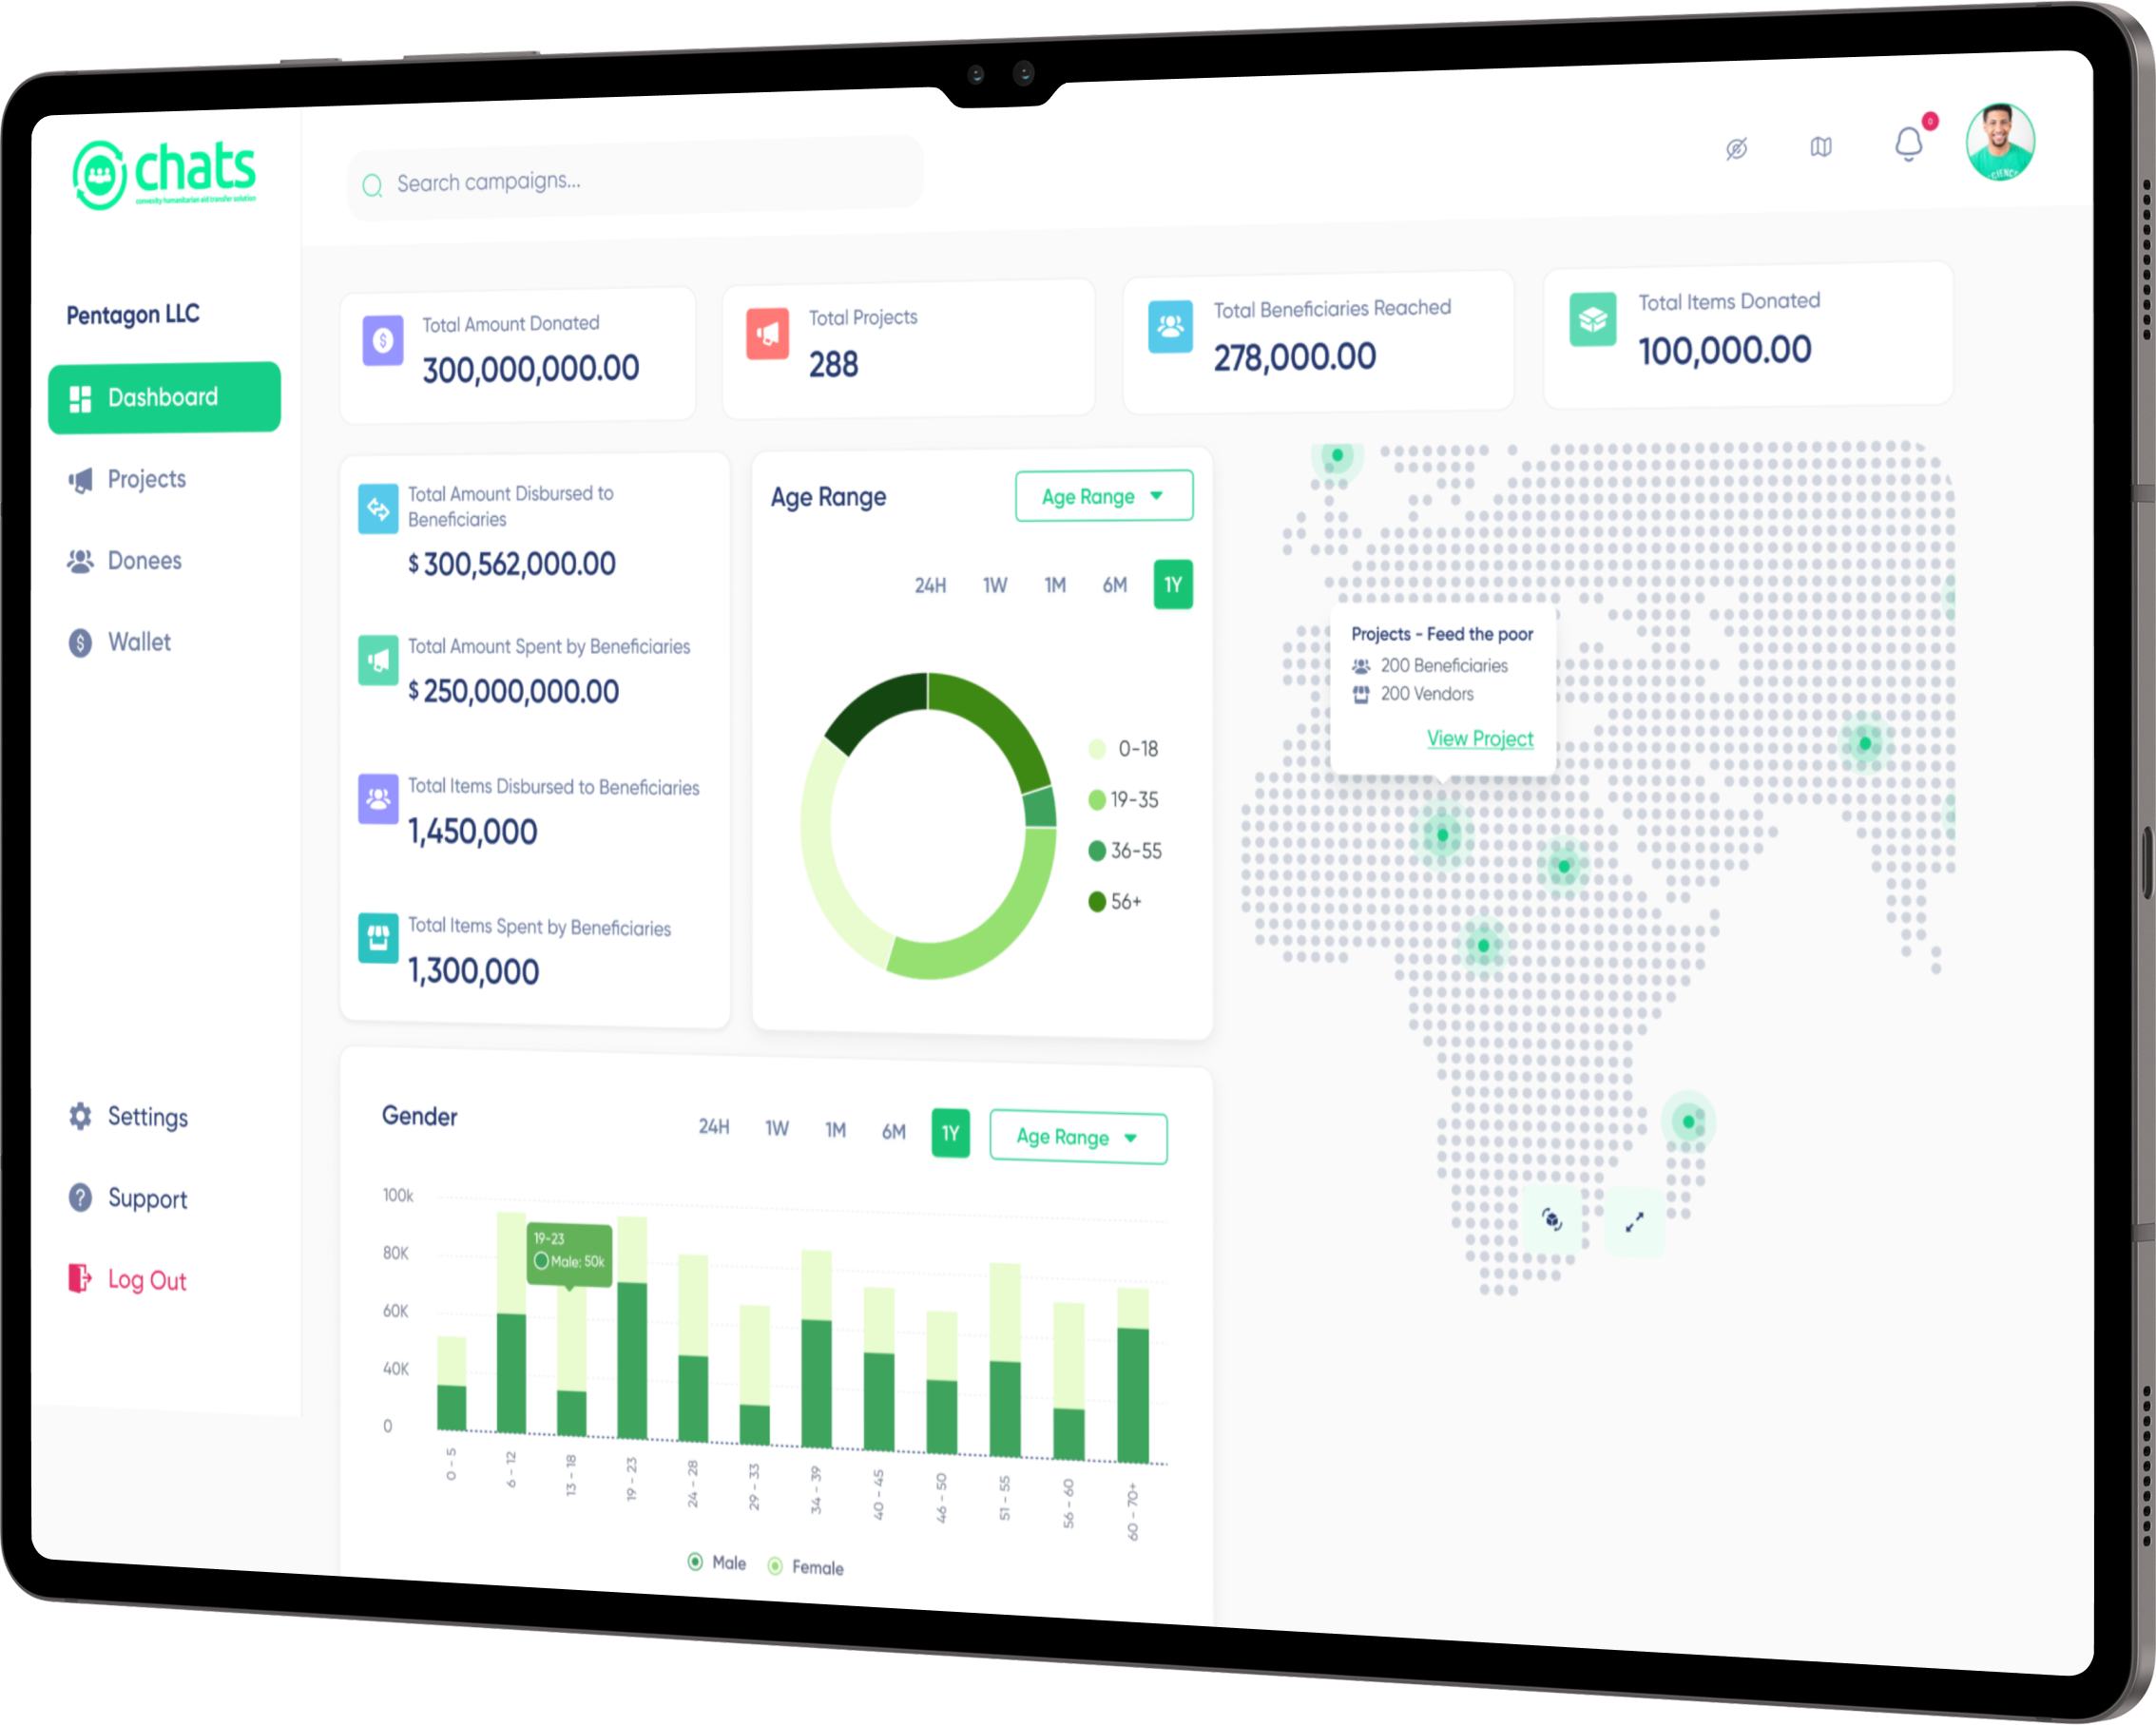 chats
convexity humanitarian aid transfer solution
Search campaigns...
0
Pentagon LLC
Dashboard
Projects
Donees
Wallet
Settings
Support
Log Out
Total Amount Donated
300,000,000.00
Total Projects
288
Total Beneficiaries Reached
278,000.00
Total Items Donated
100,000.00
Total Amount Disbursed to
Beneficiaries
$ 300,562,000.00
Total Amount Spent by Beneficiaries
$ 250,000,000.00
Total Items Disbursed to Beneficiaries
1,450,000
Total Items Spent by Beneficiaries
1,300,000
Age Range
Age Range
24H 1W 1M 6M 1Y
0-18
19-35
36-55
56+
Projects - Feed the poor
200 Beneficiaries
200 Vendors
View Project
Gender
24H 1W 1M 6M 1Y
Age Range
100k
80K
60K
40K
0
19-23
Male: 50k
0 - 5
6 - 12
13 - 18
19 - 23
24 - 28
29 - 33
34 - 39
40 - 45
46 - 50
51 - 55
56 - 60
60 - 70+
Male
Female